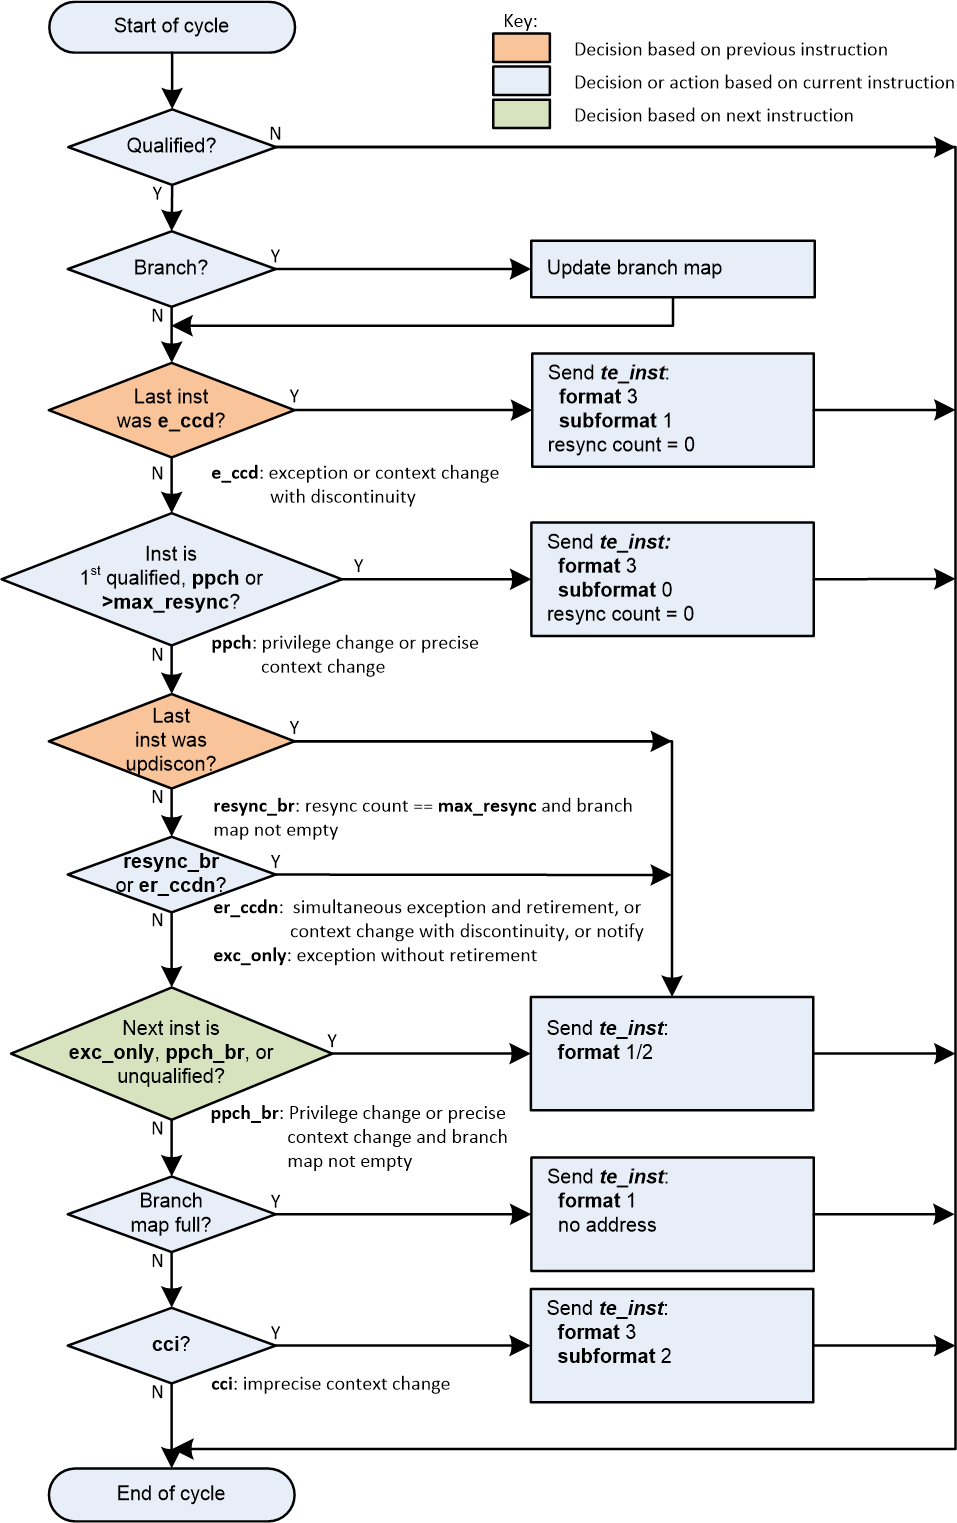 Start of cycle
Key:
Decision based on previous instruction
Decision or action based on current instruction
Decision based on next instruction
Qualified?
N
Y
Branch?
Y
Update branch map
N
Last inst
was e_ccd?
Y
Send te_inst:
format 3
subformat 1
resync count = 0
N
e_ccd: exception or context change
with discontinuity
Inst is
1st qualified, ppch or
>max_resync?
Y
Send te_inst:
format 3
subformat 0
resync count = 0
N
ppch: privilege change or precise
context change
Last
inst was
updiscon?
Y
N
resync_br: resync count == max_resync and branch
map not empty
resync_br
or er_ccdn?
Y
N
er_ccdn: simultaneous exception and retirement, or
context change with discontinuity, or notify
exc_only: exception without retirement
Next inst is
exc_only, ppch_br, or
unqualified?
Y
Send te_inst:
format 1/2
N
ppch_br: Privilege change or precise
context change and branch
map not empty
Branch
map full?
Y
Send te_inst:
format 1
no address
N
cci?
Y
Send te_inst:
format 3
subformat 2
N
cci: imprecise context change
End of cycle